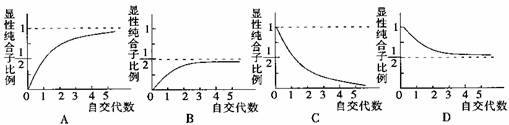 显性纯合子比例
1
1/2
0 1 2 3 4 5
自交代数
A
显性纯合子比例
1
1/2
0 1 2 3 4 5
自交代数
B
显性纯合子比例
1
1/2
0 1 2 3 4 5
自交代数
C
显性纯合子比例
1
1/2
0 1 2 3 4 5
自交代数
D